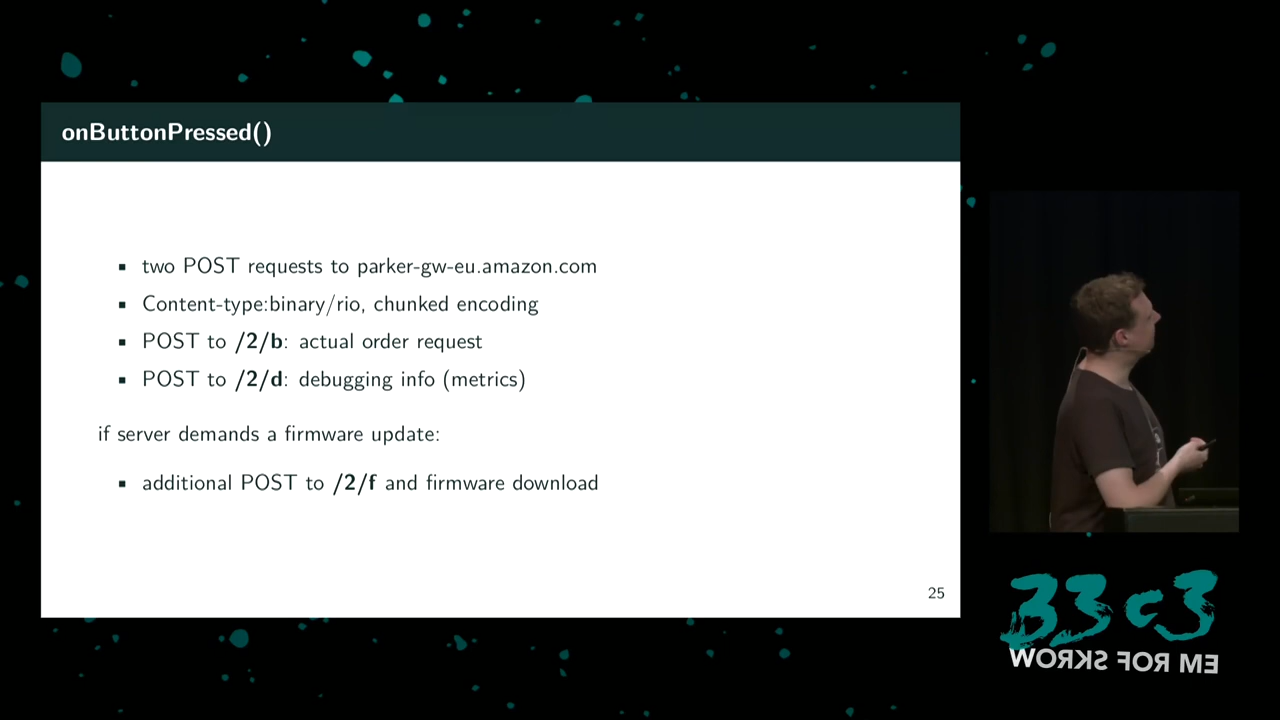 onButtonPressed()
▪ two POST requests to parker-gw-eu.amazon.com
▪ Content-type:binary/rio, chunked encoding
▪ POST to /2/b: actual order request
▪ POST to /2/d: debugging info (metrics)
if server demands a firmware update:
▪ additional POST to /2/f and firmware download
25
33c3
WORKS FOR ME